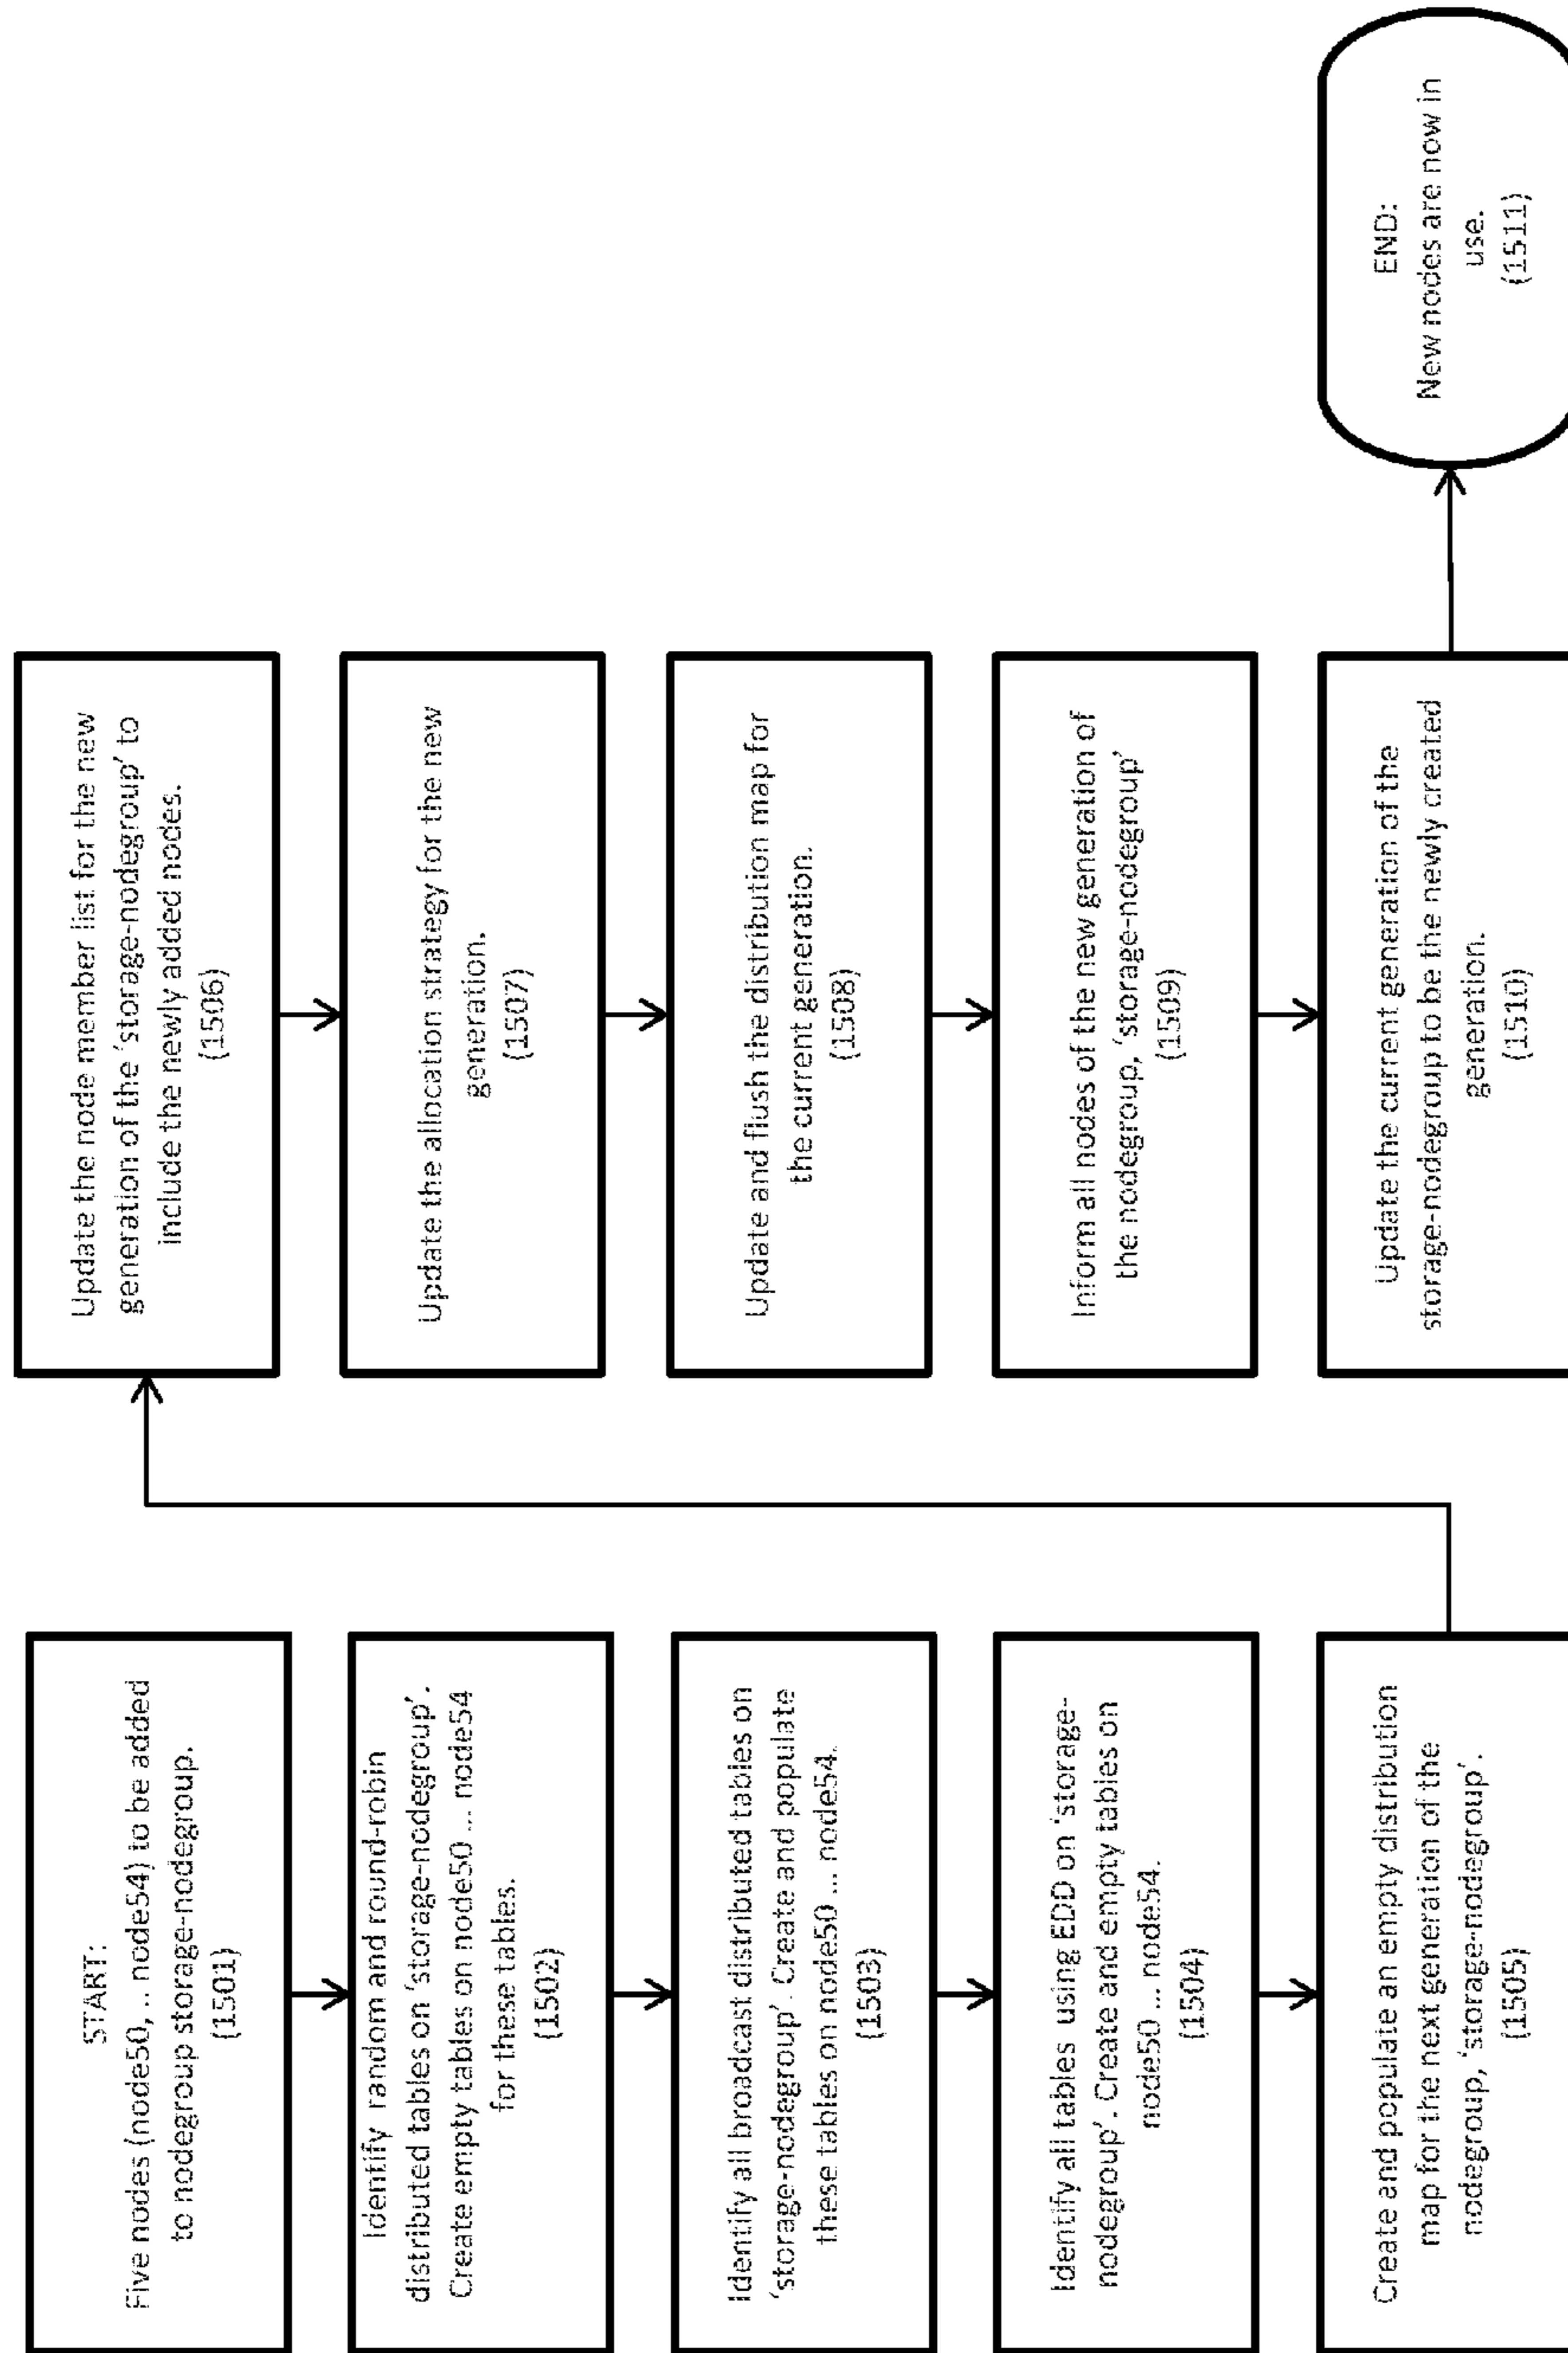 START:
Five nodes (node50, .. node54) to be added
to nodegroup storage-nodegroup.
(1501)
Identify random and round-robin
distributed tables on 'storage-nodegroup'.
Create empty tables on node50 ... node54
for these tables.
(1502)
Identify all broadcast distributed tables on
'storage-nodegroup'. Create and populate
these tables on node50 ... node54.
(1503)
Identify all tables using EDD on 'storage-
nodegroup'. Create and empty tables on
node50 ... node54.
(1504)
Create and populate an empty distribution
map for the next generation of the
nodegroup, 'storage-nodegroup'.
(1505)
Update the node member list for the new
generation of the 'storage-nodegroup' to
include the newly added nodes.
(1506)
Update the allocation strategy for the new
generation.
(1507)
Update and flush the distribution map for
the current generation.
(1508)
Inform all nodes of the new generation of
the nodegroup, 'storage-nodegroup'
(1509)
Update the current generation of the
storage-nodegroup to be the newly created
generation.
(1510)
END:
New nodes are now in
use.
(1511)